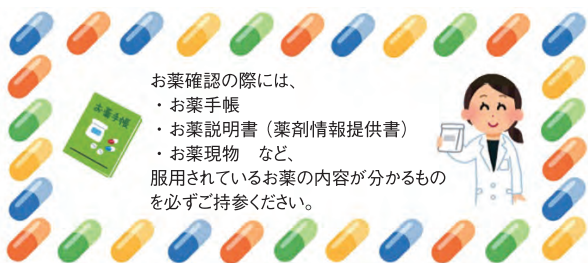 お薬確認の際には、
・お薬手帳
・お薬説明書（薬剤情報提供書）
・お薬現物　など、
服用されているお薬の内容が分かるもの
を必ずご持参ください。
お薬手帳